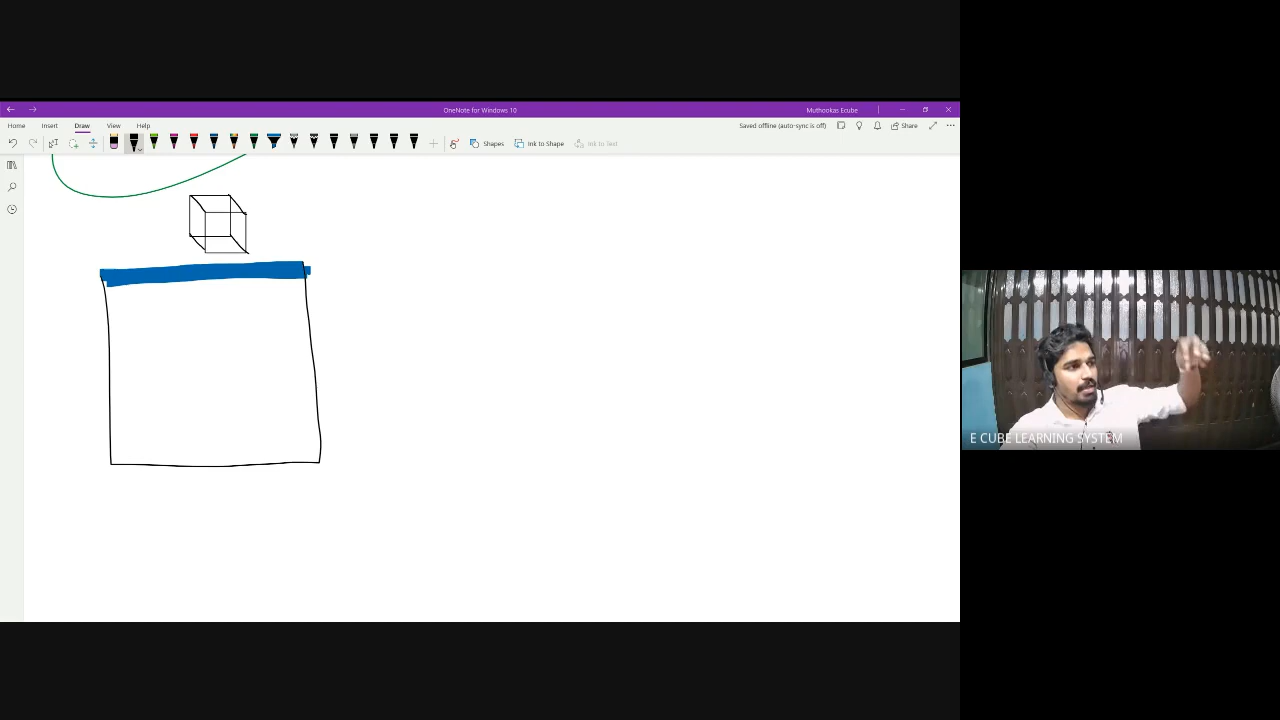 OneNote for Windows 10
Muthookas Ecube
Home Insert Draw View Help
Saved offline (auto-sync is off)
Share
Shapes
Ink to Shape
Ink to Text
E CUBE LEARNING SYSTEM